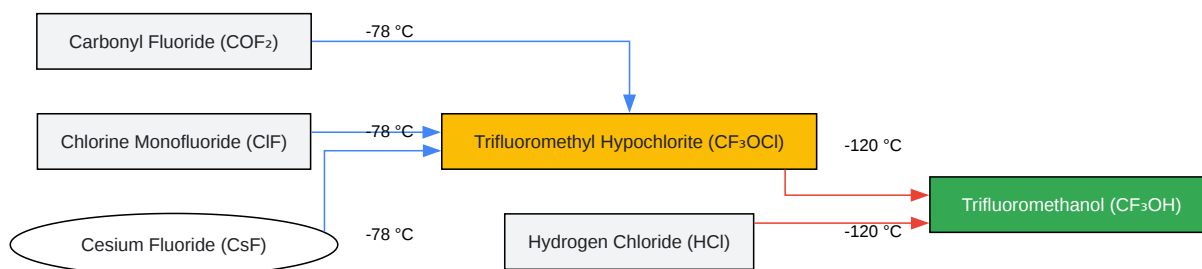 Carbonyl Fluoride (COF₂)
-78 °C
Chlorine Monofluoride (ClF)
-78 °C
Trifluoromethyl Hypochlorite (CF₃OCl)
-120 °C
Trifluoromethanol (CF₃OH)
Cesium Fluoride (CsF)
-78 °C
Hydrogen Chloride (HCl)
-120 °C